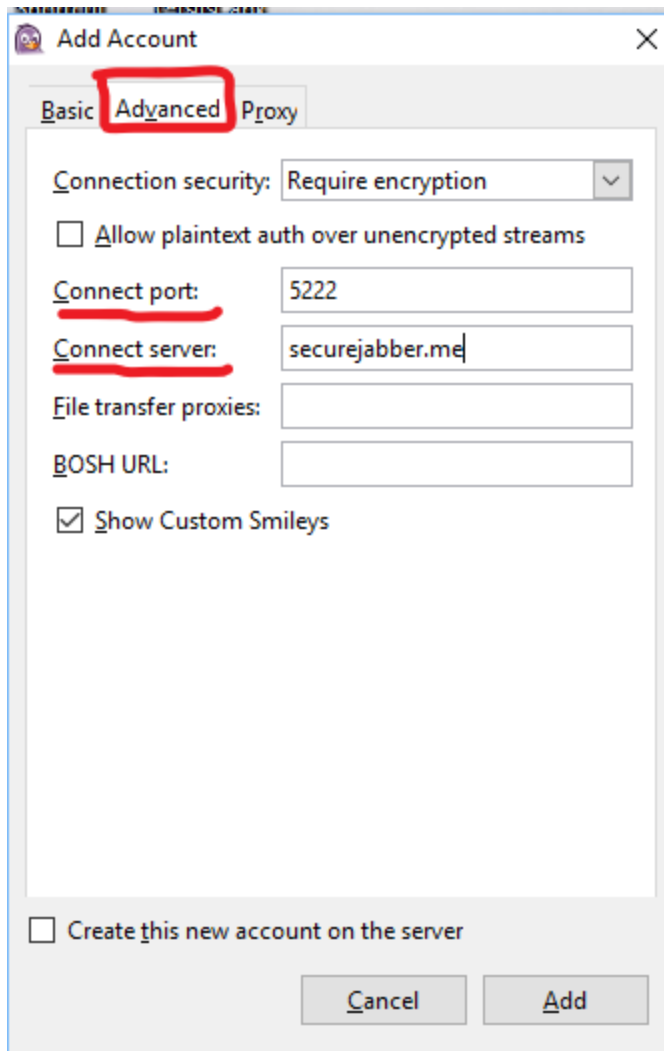 Add Account
Basic Advanced Proxy
Connection security: Require encryption
Allow plaintext auth over unencrypted streams
Connect port: 5222
Connect server: securejabber.me
File transfer proxies:
BOSH URL:
Show Custom Smileys
Create this new account on the server
Cancel Add